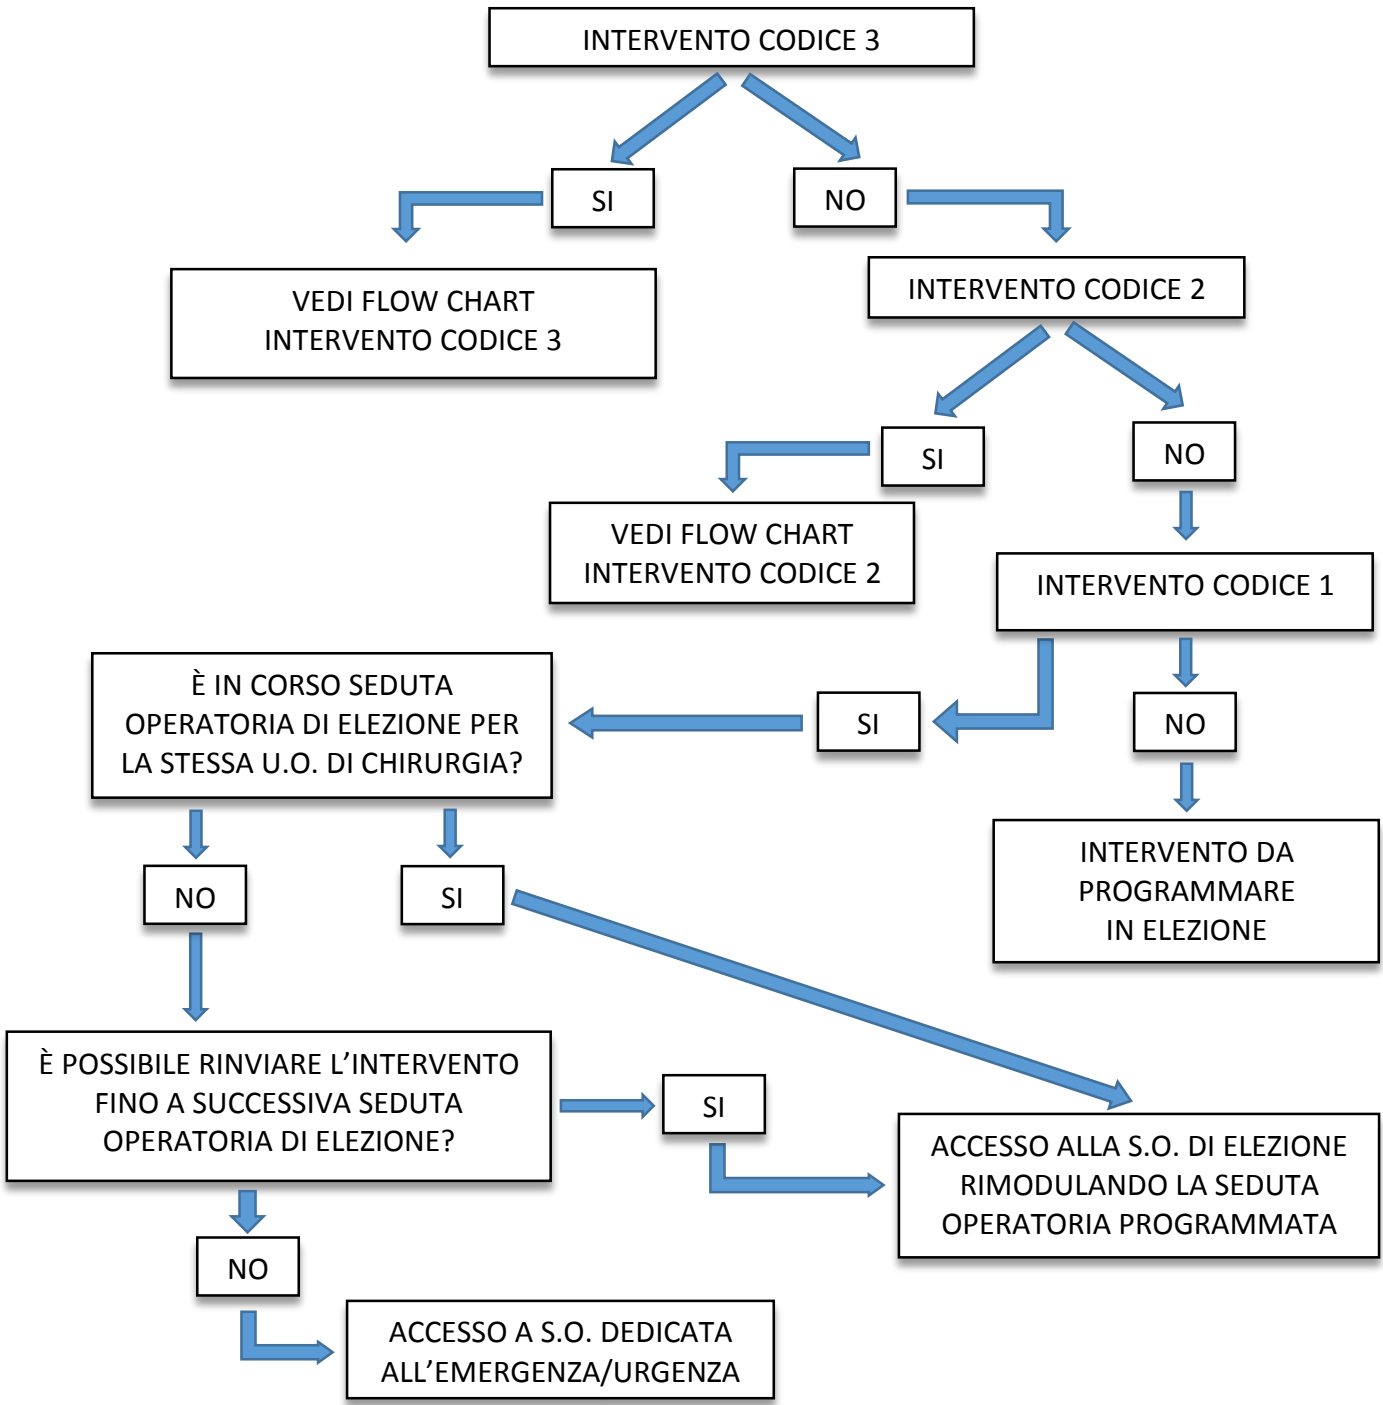 INTERVENTO CODICE 3
SI
NO
VEDI FLOW CHART
INTERVENTO CODICE 3
INTERVENTO CODICE 2
SI
NO
VEDI FLOW CHART
INTERVENTO CODICE 2
INTERVENTO CODICE 1
È IN CORSO SEDUTA
OPERATORIA DI ELEZIONE PER
LA STESSA U.O. DI CHIRURGIA?
SI
NO
NO
SI
INTERVENTO DA
PROGRAMMARE
IN ELEZIONE
È POSSIBILE RINVIARE L’INTERVENTO
FINO A SUCCESSIVA SEDUTA
OPERATORIA DI ELEZIONE?
SI
ACCESSO ALLA S.O. DI ELEZIONE
RIMODULANDO LA SEDUTA
OPERATORIA PROGRAMMATA
NO
ACCESSO A S.O. DEDICATA
ALL’EMERGENZA/URGENZA